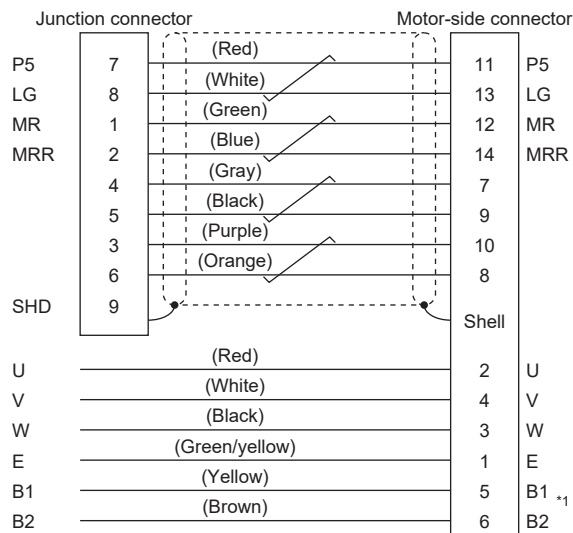 Junction connector Motor-side connector
(Red)
P5 7 11 P5
(White)
LG 8 13 LG
(Green)
MR 1 12 MR
(Blue)
MRR 2 14 MRR
(Gray)
4 7
(Black)
5 9
(Purple)
3 10
(Orange)
6 8
SHD 9
Shell
(Red)
U 2 U
(White)
V 4 V
(Black)
W 3 W
(Green/yellow)
E 1 E
(Yellow)
B1 5 B1 *1
(Brown)
B2 6 B2